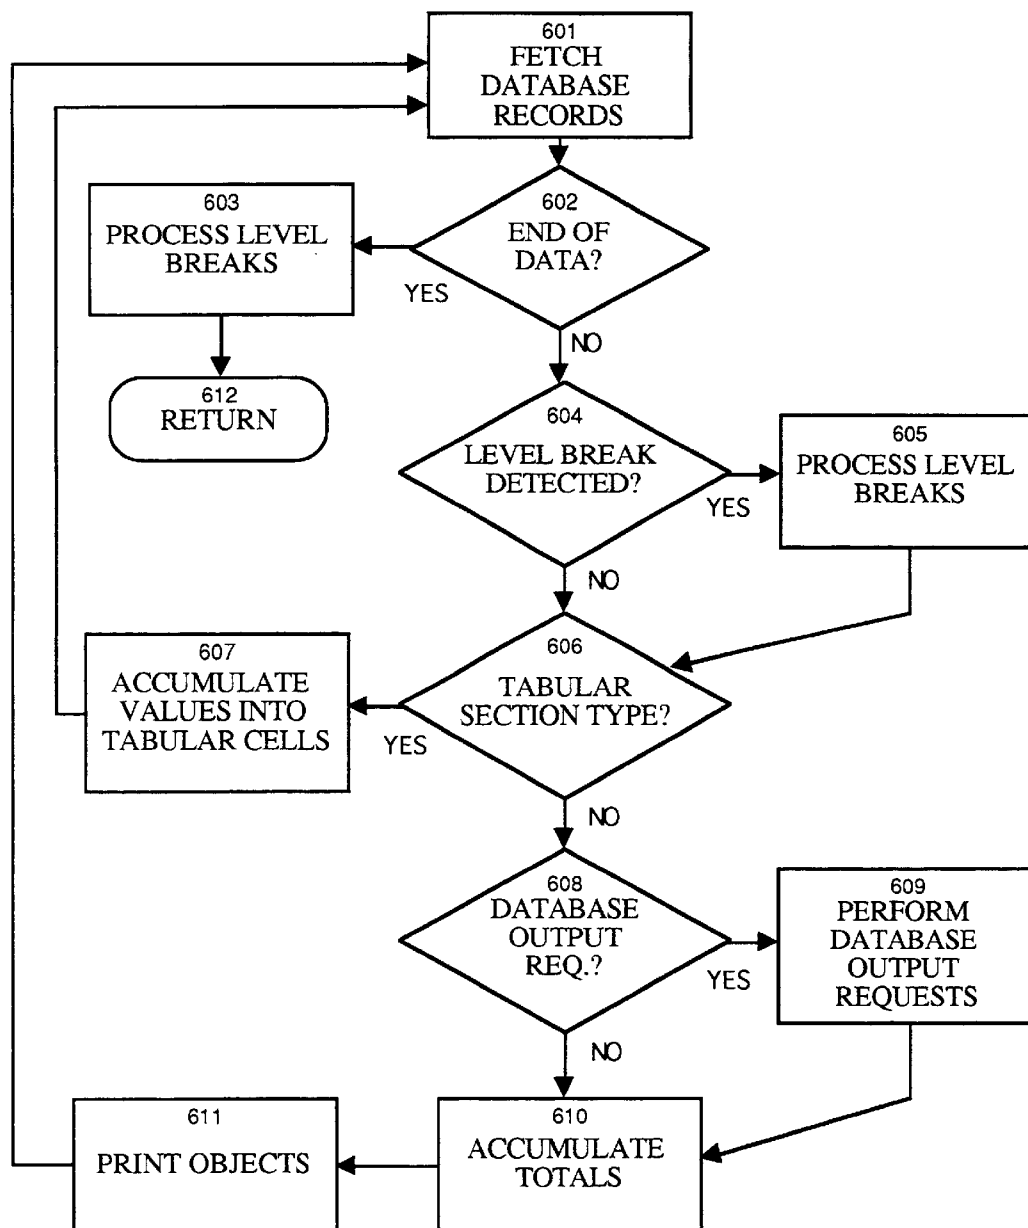 601
FETCH
DATABASE
RECORDS
602
END OF
DATA?
YES
NO
603
PROCESS LEVEL
BREAKS
612
RETURN
604
LEVEL BREAK
DETECTED?
YES
NO
605
PROCESS LEVEL
BREAKS
606
TABULAR
SECTION TYPE?
YES
NO
607
ACCUMULATE
VALUES INTO
TABULAR CELLS
608
DATABASE
OUTPUT
REQ.?
YES
NO
609
PERFORM
DATABASE
OUTPUT
REQUESTS
610
ACCUMULATE
TOTALS
611
PRINT OBJECTS